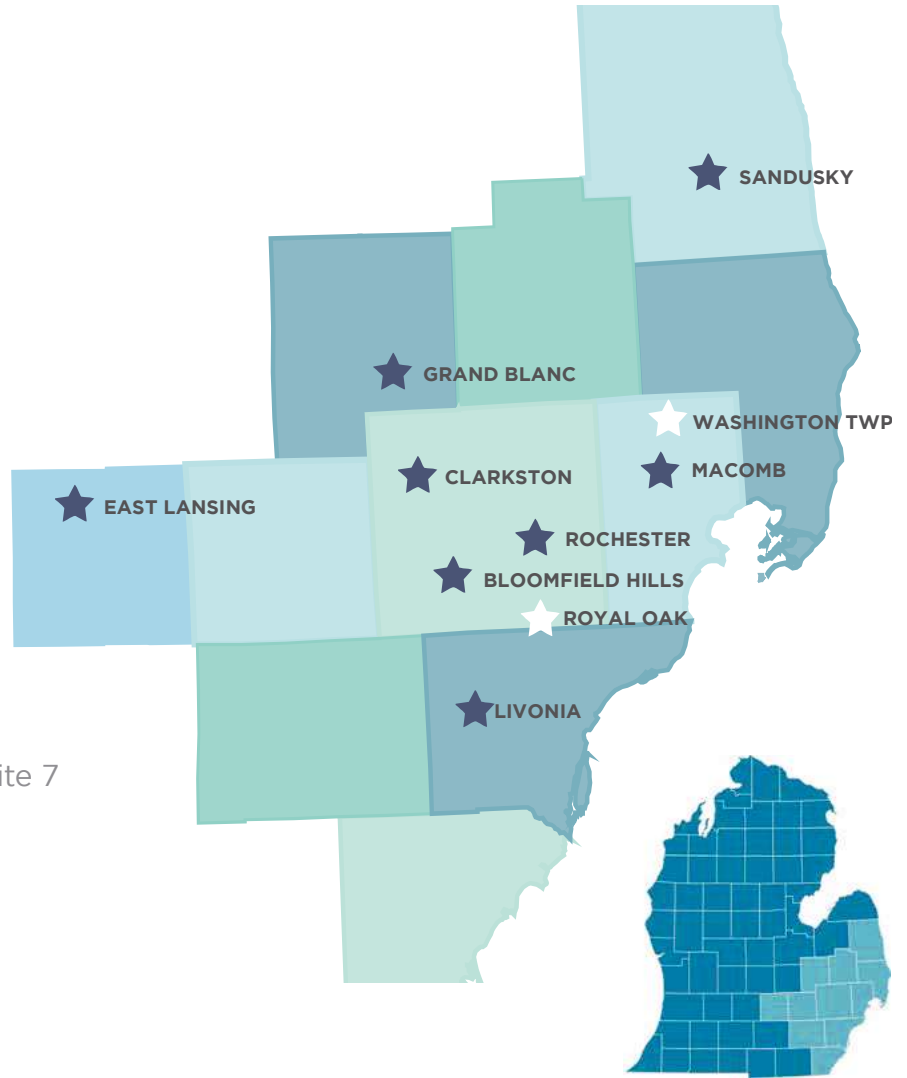 SANDUSKY
GRAND BLANC
WASHINGTON TWP
MACOMB
CLARKSTON
EAST LANSING
ROCHESTER
BLOOMFIELD HILLS
ROYAL OAK
LIVONIA
ite 7